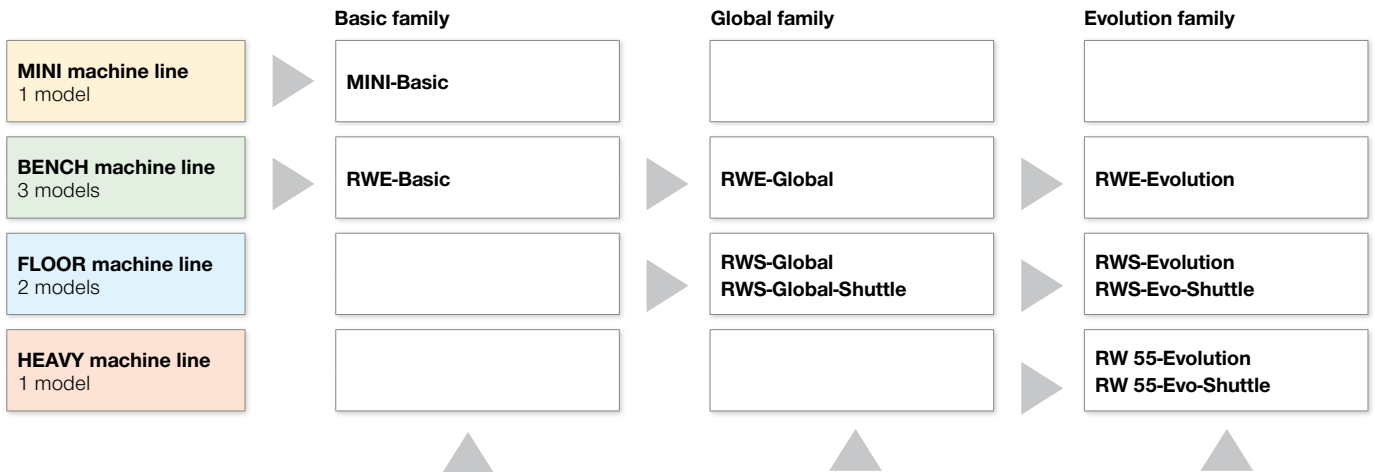 Basic family
Global family
Evolution family
MINI machine line
1 model
MINI-Basic
BENCH machine line
3 models
RWE-Basic
RWE-Global
RWE-Evolution
FLOOR machine line
2 models
RWS-Global
RWS-Global-Shuttle
RWS-Evolution
RWS-Evo-Shuttle
HEAVY machine line
1 model
RW 55-Evolution
RW 55-Evo-Shuttle